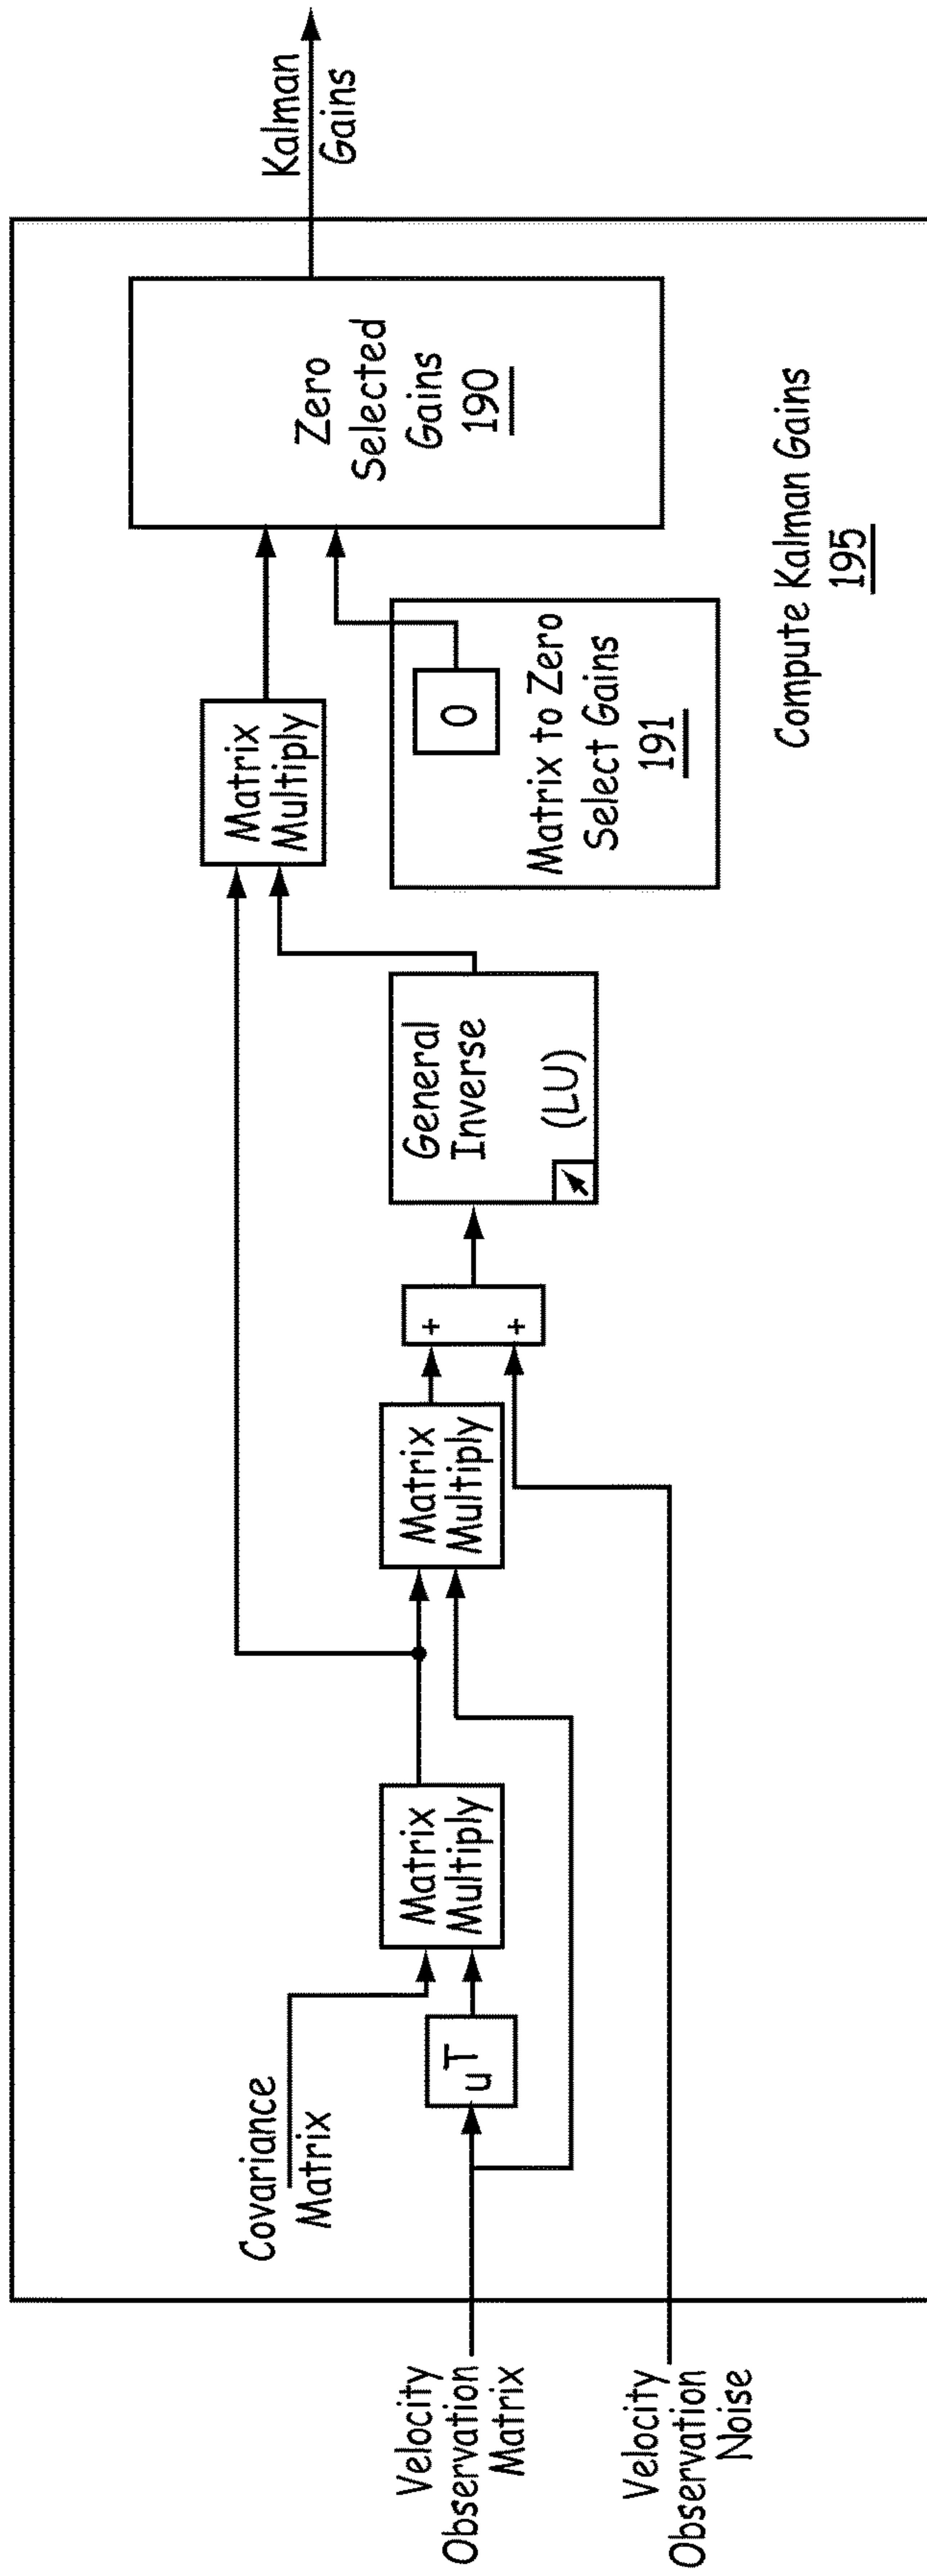 Velocity
Observation
Matrix
Velocity
Observation
Noise
Covariance
Matrix
uT
Matrix
Multiply
Matrix
Multiply
+
+
General
Inverse
(LU)
Matrix
Multiply
0
Matrix to Zero
Select Gains
191
Zero
Selected
Gains
190
Kalman
Gains
Compute Kalman Gains
195